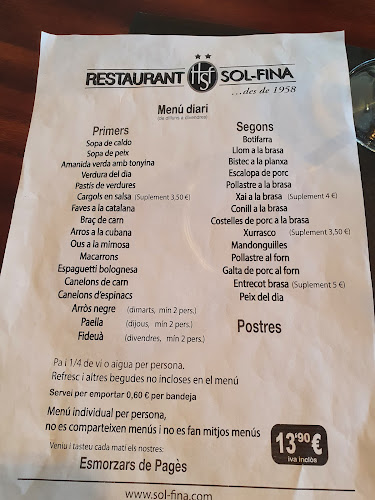 RESTAURANT HSF SOL-FINA
...des de 1958
Menú diari
(de dilluns a divendres)
Primers
Sopa de caldo
Sopa de peix
Amanida verda amb tonyina
Verdura del dia
Pastis de verdures
Cargols en salsa (Suplement 3,50 €)
Faves a la catalana
Braç de carn
Arros a la cubana
Ous a la mimosa
Macarrons
Espaguetti bolognesa
Canelons de carn
Canelons d'espinacs
Arròs negre (dimarts, min 2 pers.)
Paella (dijous, min 2 pers.)
Fideuà (divendres, min 2 pers.)
Segons
Botifarra
Llom a la brasa
Bistec a la planxa
Escalopa de porc
Pollastre a la brasa
Xai a la brasa (Suplement 4 €)
Conill a la brasa
Costelles de porc a la brasa
Xurrasco (Suplement 3,50 €)
Mandonguilles
Pollastre al forn
Galta de porc al forn
Entrecot brasa (Suplement 5 €)
Peix del dia
Postres
Pa i 1/4 de vi o aigua per persona.
Refresc i altres begudes no incloses en el menú
Servei per emportar 0,60 € per bandeja
Menú individual per persona,
no es comparteixen menús i no es fan mitjos menús
13'90 €
iva inclòs
Veniu i tasteu cada matí els nostres:
Esmorzars de Pagès
www.sol-fina.com